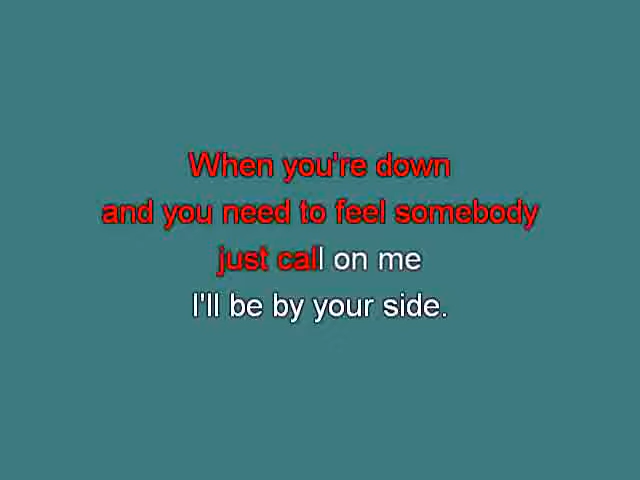 When you're down
and you need to feel somebody
just call on me
I'll be by your side.